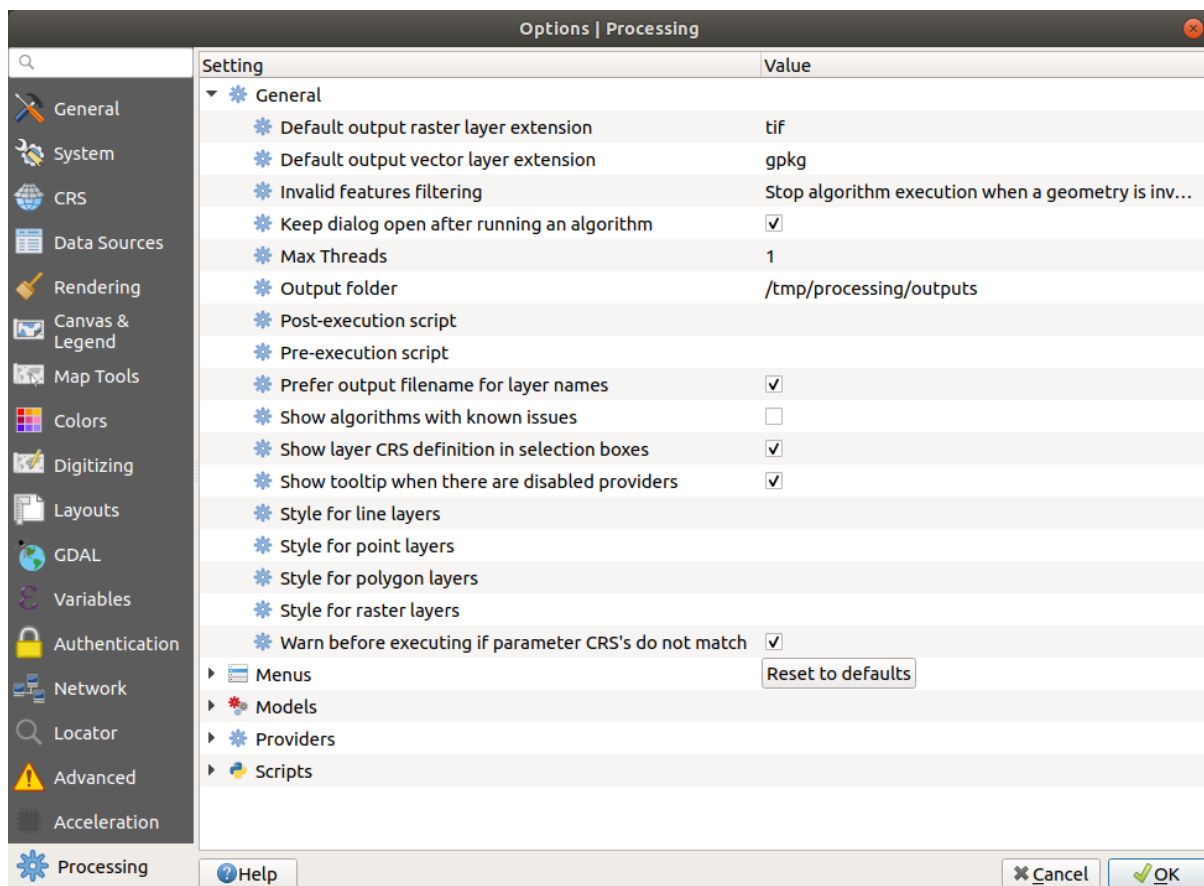 Options | Processing
General
System
CRS
Data Sources
Rendering
Canvas &
Legend
Map Tools
Colors
Digitizing
Layouts
GDAL
Variables
Authentication
Network
Locator
Advanced
Acceleration
Processing
Setting Value
General
Default output raster layer extension tif
Default output vector layer extension gpkg
Invalid features filtering Stop algorithm execution when a geometry is inv...
Keep dialog open after running an algorithm
Max Threads 1
Output folder /tmp/processing/outputs
Post-execution script
Pre-execution script
Prefer output filename for layer names
Show algorithms with known issues
Show layer CRS definition in selection boxes
Show tooltip when there are disabled providers
Style for line layers
Style for point layers
Style for polygon layers
Style for raster layers
Warn before executing if parameter CRS's do not match
Menus Reset to defaults
Models
Providers
Scripts
Help Cancel OK